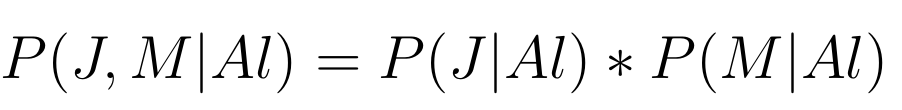 P(J, M|Al) = P(J|Al) * P(M|Al)